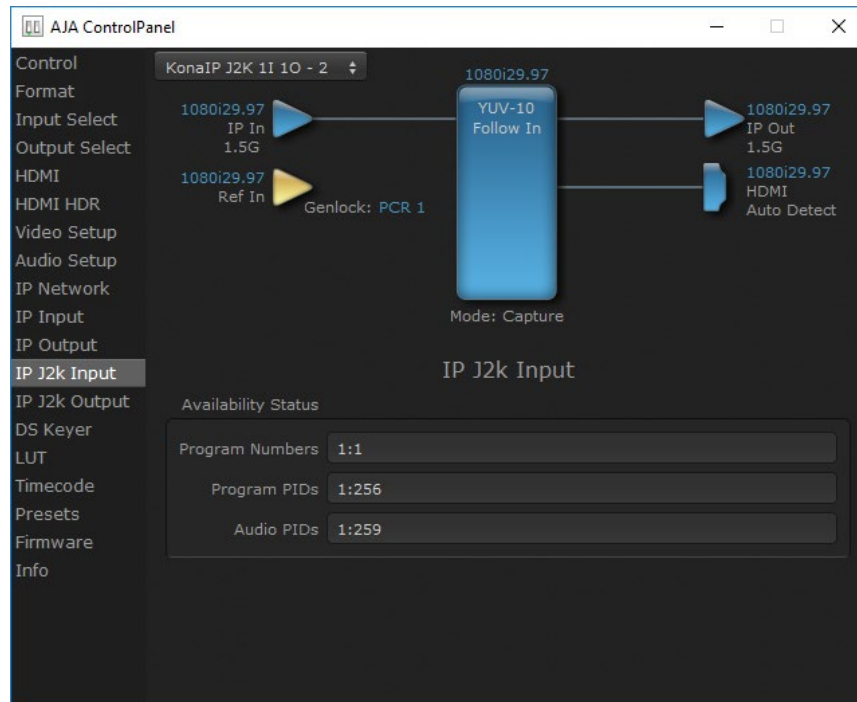 AJA ControlPanel
Control
Format
Input Select
Output Select
HDMI
HDMI HDR
Video Setup
Audio Setup
IP Network
IP Input
IP Output
IP J2k Input
IP J2k Output
DS Keyer
LUT
Timecode
Presets
Firmware
Info
KonaIP J2K 1I 1O - 2
1080i29.97
1080i29.97
IP In
1.5G
1080i29.97
Ref In
Genlock: PCR 1
YUV-10
Follow In
Mode: Capture
1080i29.97
IP Out
1.5G
1080i29.97
HDMI
Auto Detect
IP J2k Input
Availability Status
Program Numbers 1:1
Program PIDs 1:256
Audio PIDs 1:259